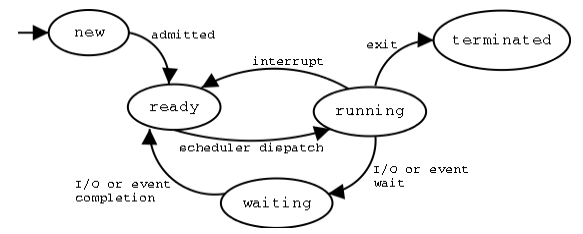 new
admitted
exit
terminated
interrupt
ready
running
scheduler dispatch
I/O or event
wait
I/O or event
completion
waiting